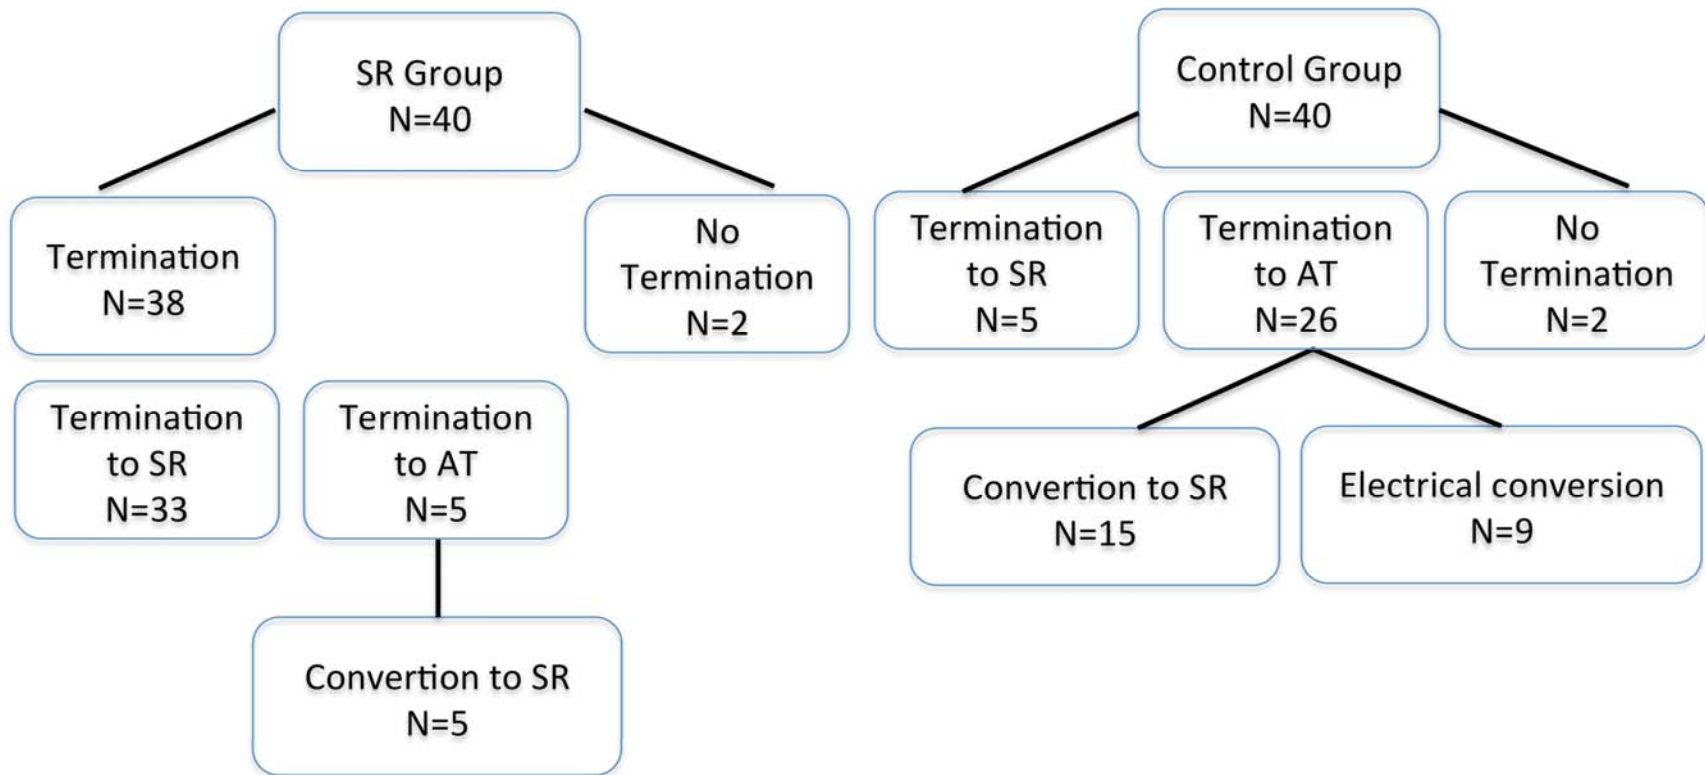 SR Group
N=40
Control Group
N=40
Termination
N=38
No
Termination
N=2
Termination
to SR
N=5
Termination
to AT
N=26
No
Termination
N=2
Termination
to SR
N=33
Termination
to AT
N=5
Convertion to SR
N=15
Electrical conversion
N=9
Convertion to SR
N=5